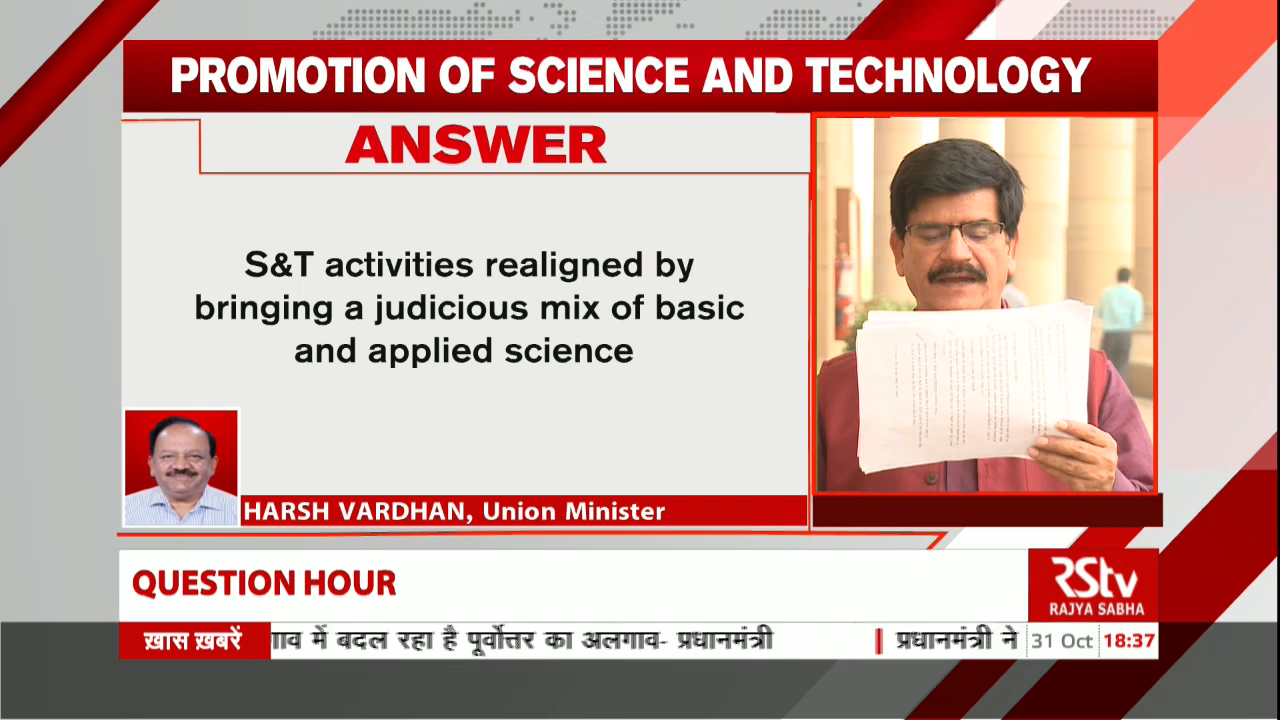 PROMOTION OF SCIENCE AND TECHNOLOGY
ANSWER
S&T activities realigned by
bringing a judicious mix of basic
and applied science
HARSH VARDHAN, Union Minister
QUESTION HOUR
RStv
RAJYA SABHA
ख़ास ख़बरें
गाव में बदल रहा है पूर्वोत्तर का अलगाव- प्रधानमंत्री | प्रधानमंत्री ने
31 Oct 18:37